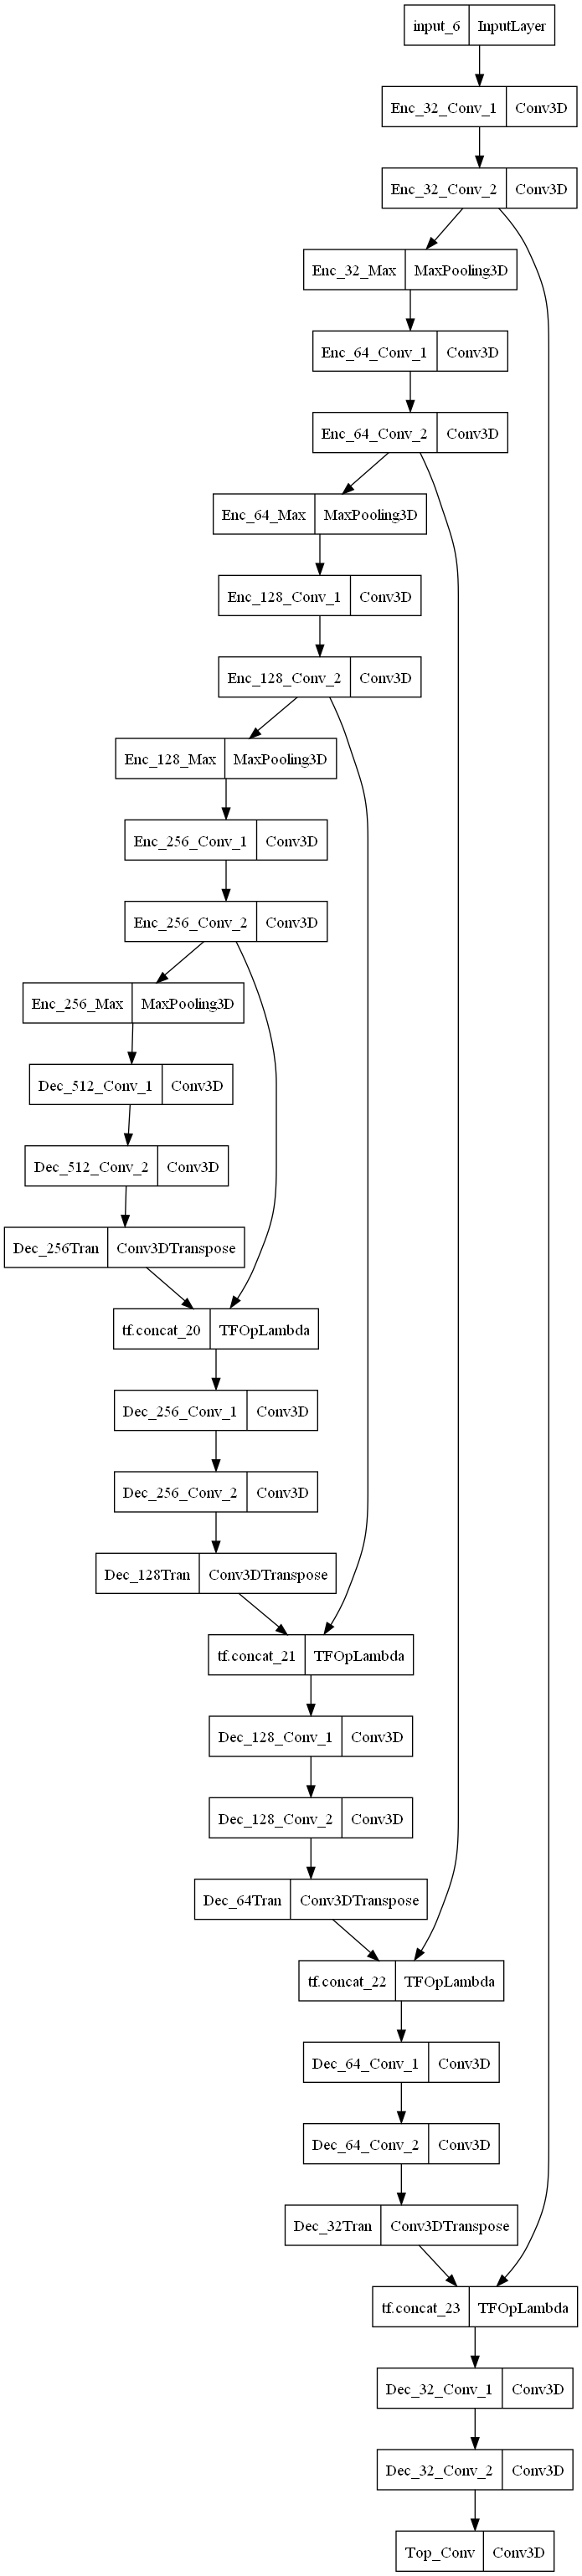 input_6 InputLayer
Enc_32_Conv_1 Conv3D
Enc_32_Conv_2 Conv3D
Enc_32_Max MaxPooling3D
Enc_64_Conv_1 Conv3D
Enc_64_Conv_2 Conv3D
Enc_64_Max MaxPooling3D
Enc_128_Conv_1 Conv3D
Enc_128_Conv_2 Conv3D
Enc_128_Max MaxPooling3D
Enc_256_Conv_1 Conv3D
Enc_256_Conv_2 Conv3D
Enc_256_Max MaxPooling3D
Dec_512_Conv_1 Conv3D
Dec_512_Conv_2 Conv3D
Dec_256Tran Conv3DTranspose
tf.concat_20 TFOpLambda
Dec_256_Conv_1 Conv3D
Dec_256_Conv_2 Conv3D
Dec_128Tran Conv3DTranspose
tf.concat_21 TFOpLambda
Dec_128_Conv_1 Conv3D
Dec_128_Conv_2 Conv3D
Dec_64Tran Conv3DTranspose
tf.concat_22 TFOpLambda
Dec_64_Conv_1 Conv3D
Dec_64_Conv_2 Conv3D
Dec_32Tran Conv3DTranspose
tf.concat_23 TFOpLambda
Dec_32_Conv_1 Conv3D
Dec_32_Conv_2 Conv3D
Top_Conv Conv3D